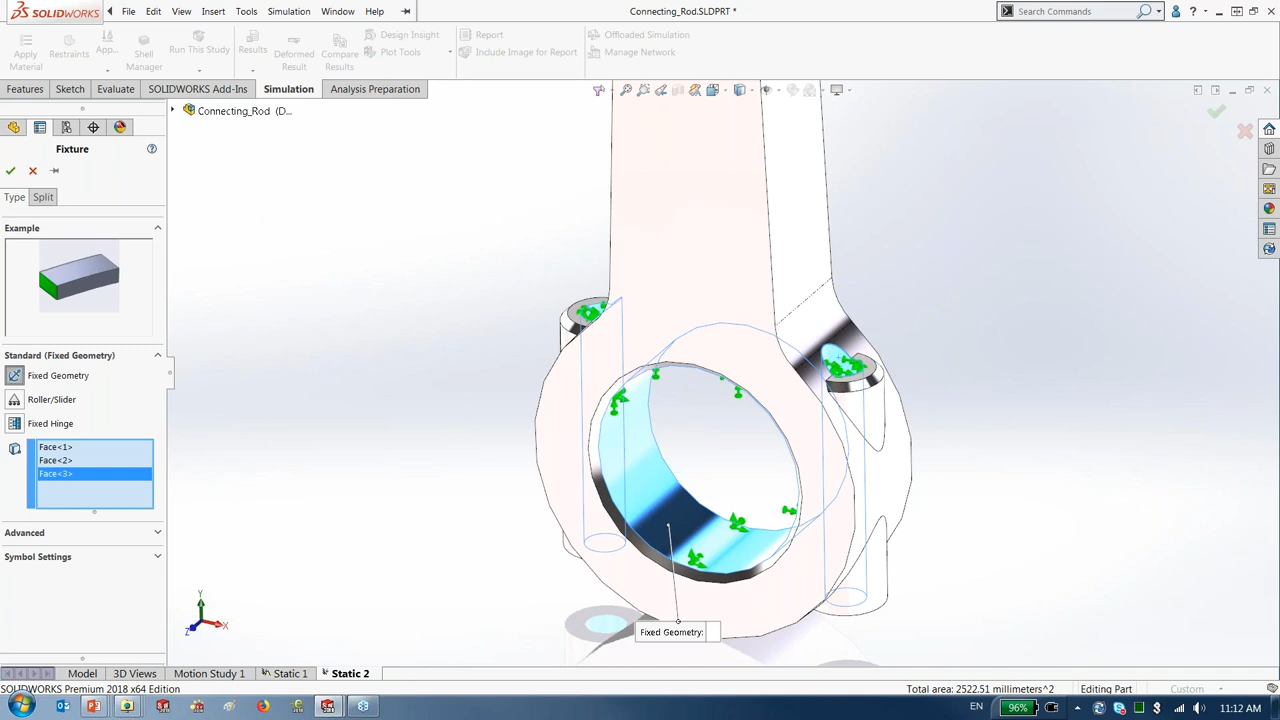 SOLIDWORKS File Edit View Insert Tools Simulation Window Help Connecting_Rod.SLDPRT * Search Commands ?
Apply Material
Restraints
App...
Shell Manager
Run This Study
Results
Deformed Result
Compare Results
Design Insight
Plot Tools
Report
Include Image for Report
Offloaded Simulation
Manage Network
Features Sketch Evaluate SOLIDWORKS Add-Ins Simulation Analysis Preparation
Connecting_Rod (D...
Fixture ?
Type Split
Example
Standard (Fixed Geometry)
Fixed Geometry
Roller/Slider
Fixed Hinge
Face<1>
Face<2>
Face<3>
Advanced
Symbol Settings
Y
X
Z
Fixed Geometry:
Model 3D Views Motion Study 1 Static 1 Static 2
SOLIDWORKS Premium 2018 x64 Edition Total area: 2522.51 millimeters^2 Editing Part Custom
EN 96% 11:12 AM